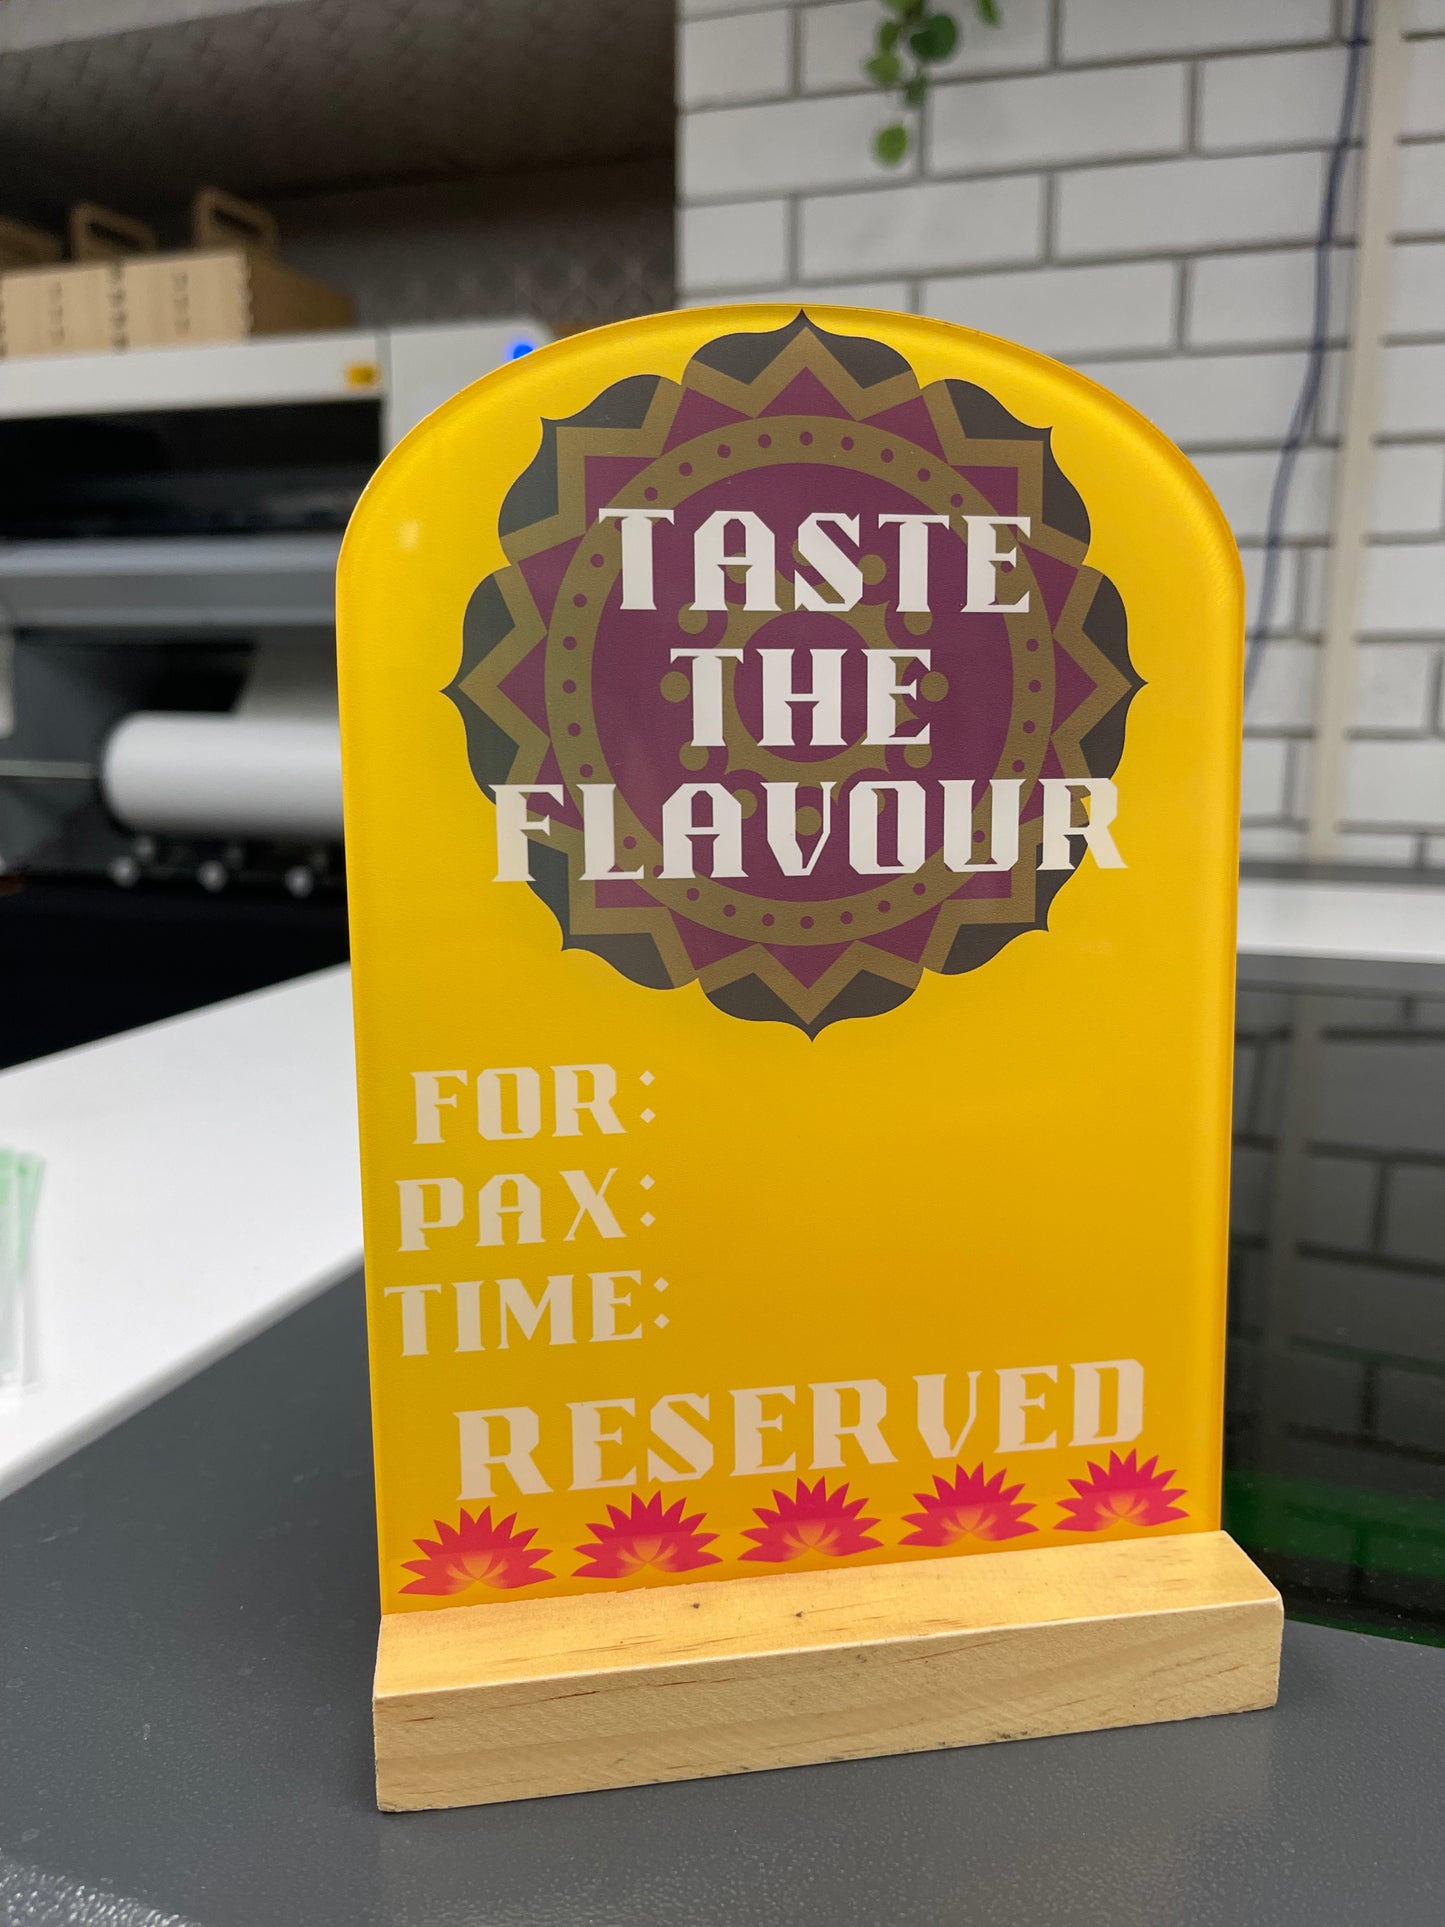 TASTE
THE
FLAVOUR
FOR:
PAX:
TIME:
RESERVED